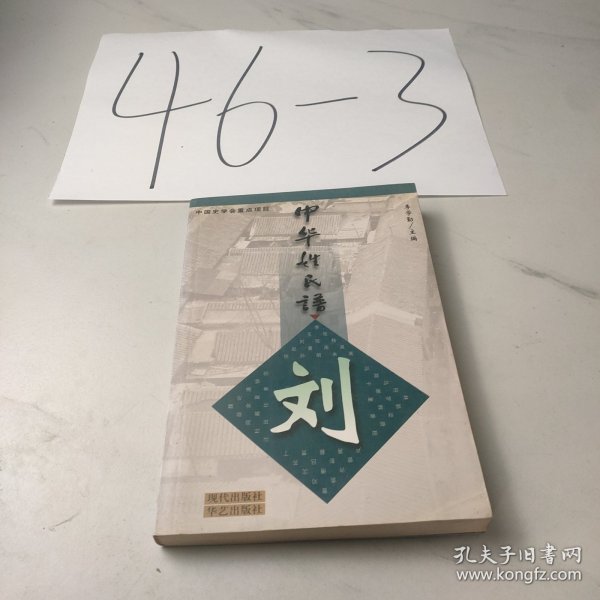 46-3
中国史学会重点项目
李学勤/主编
中华姓氏谱
刘
现代出版社
华艺出版社
孔夫子旧书网
www.kongfz.com